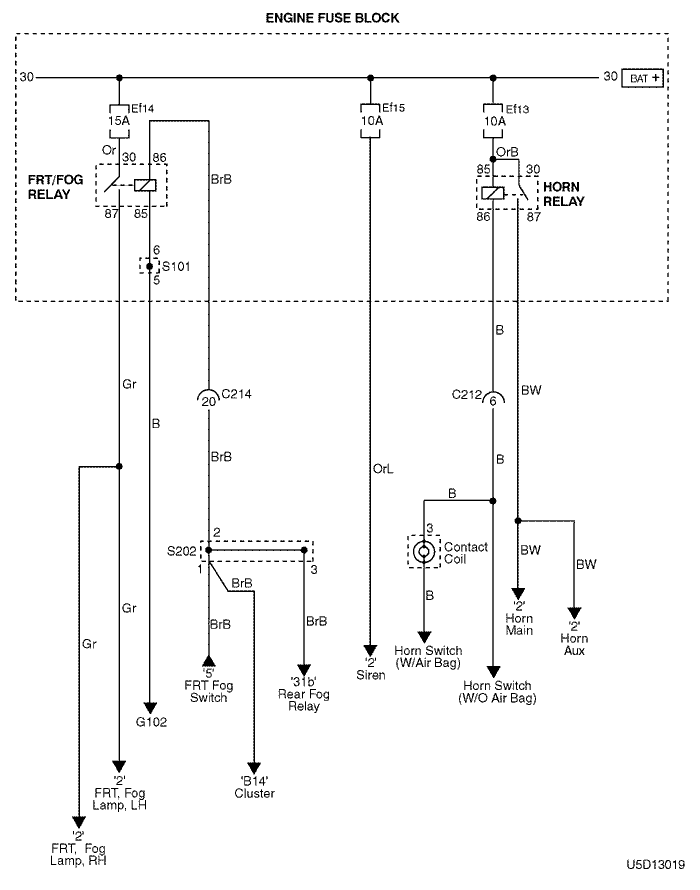 ENGINE FUSE BLOCK
30
30
BAT +
Ef14
15A
Ef15
10A
Ef13
10A
Or
30
86
OrB
85
30
FRT/FOG
RELAY
BrB
HORN
RELAY
87
85
86
87
6
S101
5
B
Gr
C214
20
C212
6
BW
B
BrB
B
OrL
B
2
S202
3
Contact
Coil
1
3
BrB
BW
BW
B
Gr
BrB
BrB
'2'
Horn
Main
'2'
Horn
Aux
Gr
'5'
FRT Fog
Switch
'31b'
Rear Fog
Relay
'2'
Siren
Horn Switch
(W/Air Bag)
Horn Switch
(W/O Air Bag)
G102
'2'
FRT, Fog
Lamp, LH
'B14'
Cluster
'2'
FRT, Fog
Lamp, RH
U5D13019